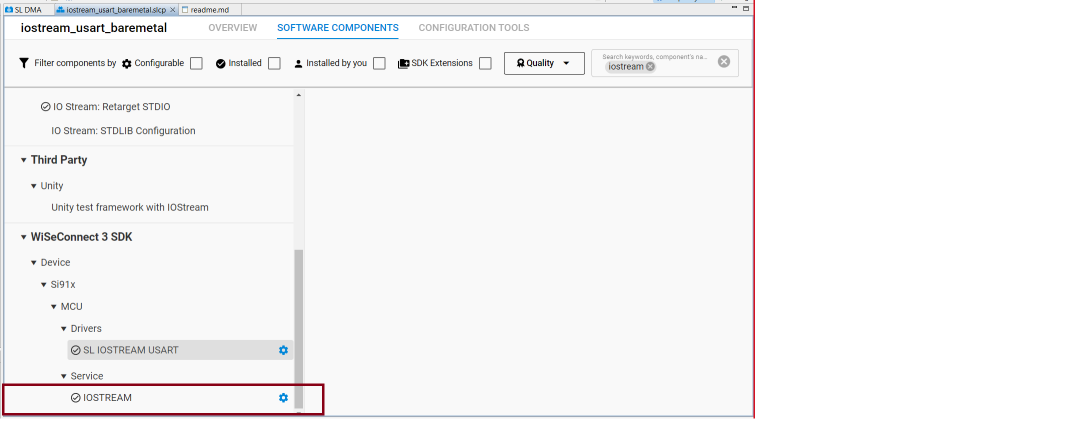 SL DMA
iostream_usart_baremetal.slcp
readme.md
iostream_usart_baremetal
OVERVIEW
SOFTWARE COMPONENTS
CONFIGURATION TOOLS
Filter components by
Configurable
Installed
Installed by you
SDK Extensions
Quality
Search keywords, component's na...
iostream
IO Stream: Retarget STDIO
IO Stream: STDLIB Configuration
Third Party
Unity
Unity test framework with IOStream
WiSeConnect 3 SDK
Device
Si91x
MCU
Drivers
SL IOSTREAM USART
Service
IOSTREAM